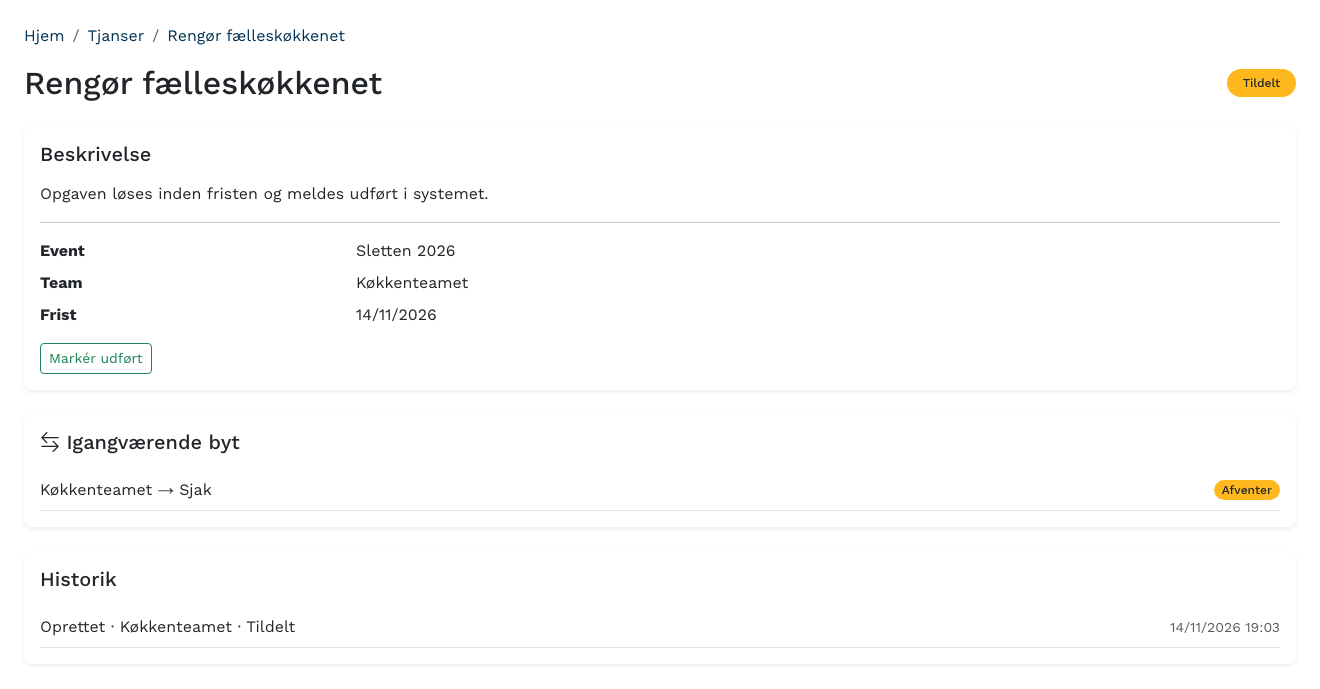 Hjem / Tjanser / Rengør fælleskøkkenet
Rengør fælleskøkkenet
Tildelt
Beskrivelse
Opgaven løses inden fristen og meldes udført i systemet.
Event Sletten 2026
Team Køkkenteamet
Frist 14/11/2026
Markér udført
Igangværende byt
Køkkenteamet → Sjak
Afventer
Historik
Oprettet · Køkkenteamet · Tildelt
14/11/2026 19:03